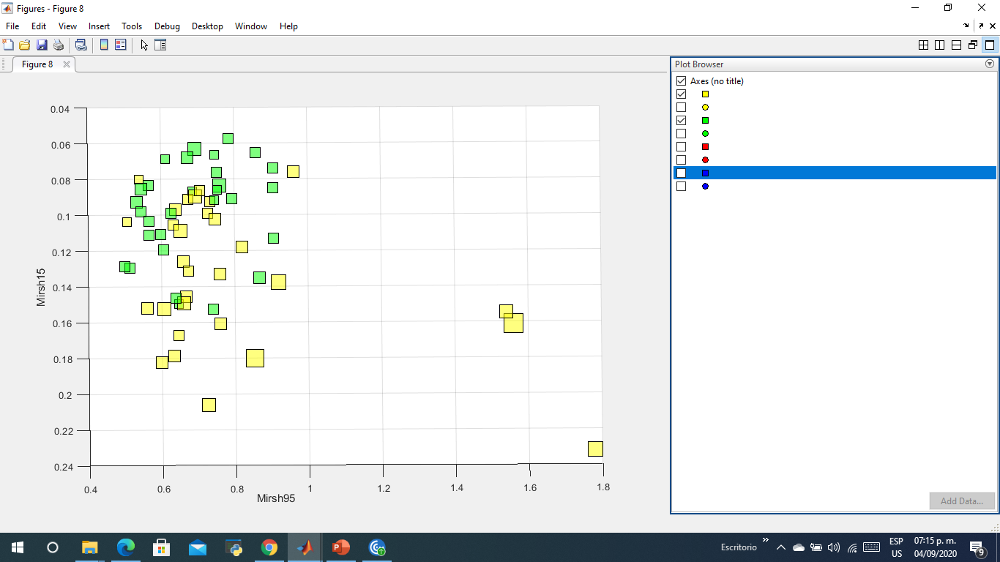 Figures - Figure 8
File Edit View Insert Tools Debug Desktop Window Help
Figure 8
Plot Browser
Axes (no title)
0.04
0.06
0.08
0.1
0.12
0.14
0.16
0.18
0.2
0.22
0.24
Mirsh15
0.4 0.6 0.8 1 1.2 1.4 1.6 1.8
Mirsh95
Add Data...
Escritorio
ESP
US
07:15 p. m.
04/09/2020
9